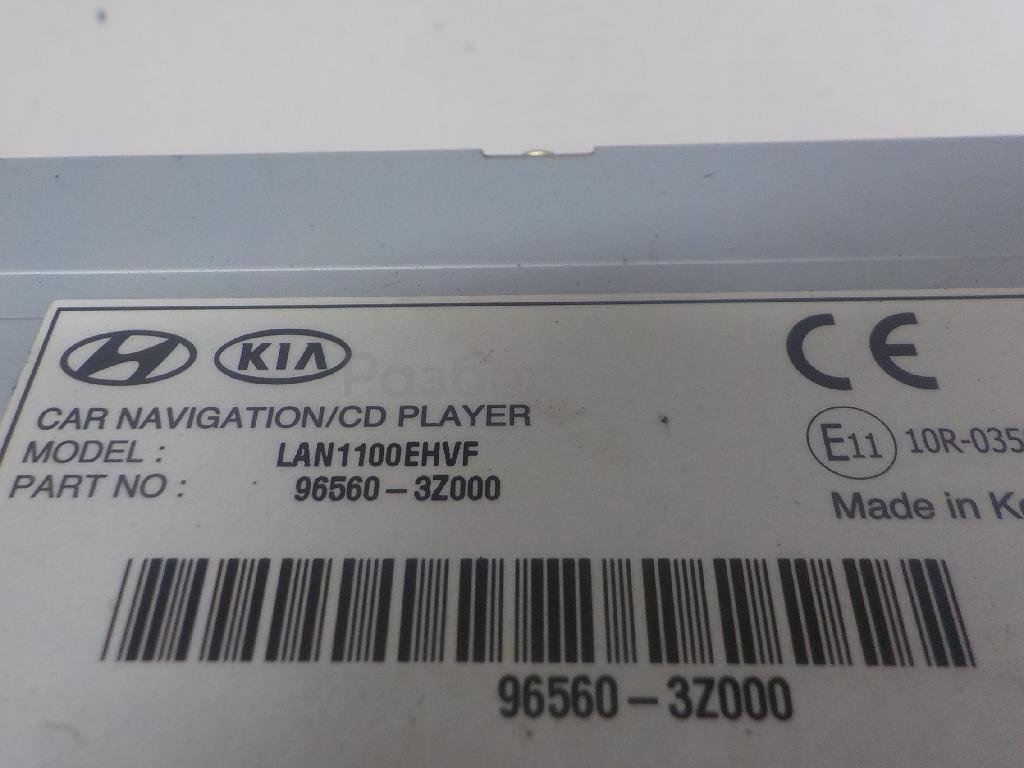 KIA
CE
CAR NAVIGATION/CD PLAYER
MODEL : LAN1100EHVF
PART NO : 96560-3Z000
E11 10R-035
Made in
96560-3Z000